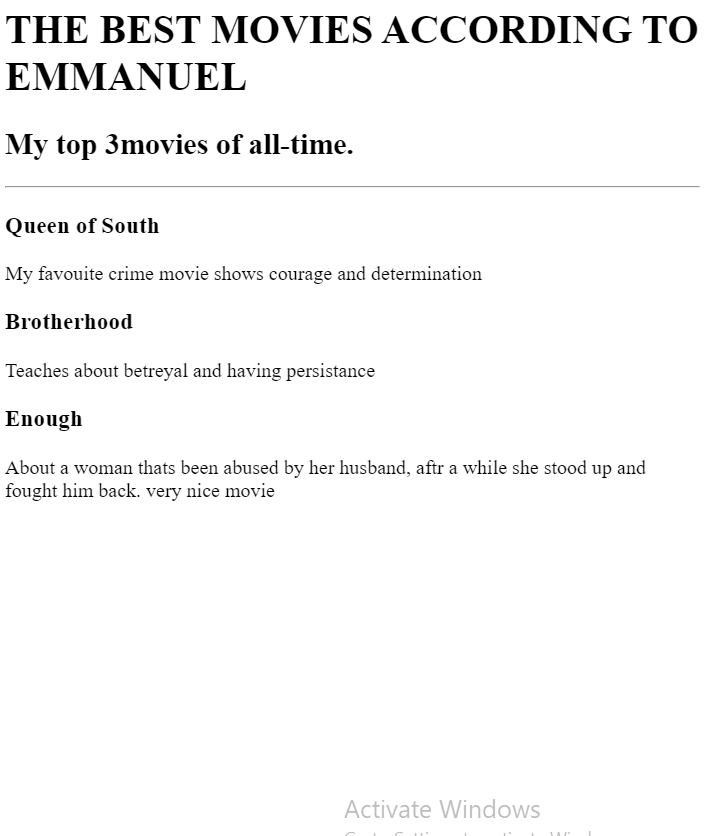 THE BEST MOVIES ACCORDING TO
EMMANUEL
My top 3movies of all-time.
Queen of South
My favouite crime movie shows courage and determination
Brotherhood
Teaches about betreyal and having persistance
Enough
About a woman thats been abused by her husband, aftr a while she stood up and
fought him back. very nice movie
Activate Windows